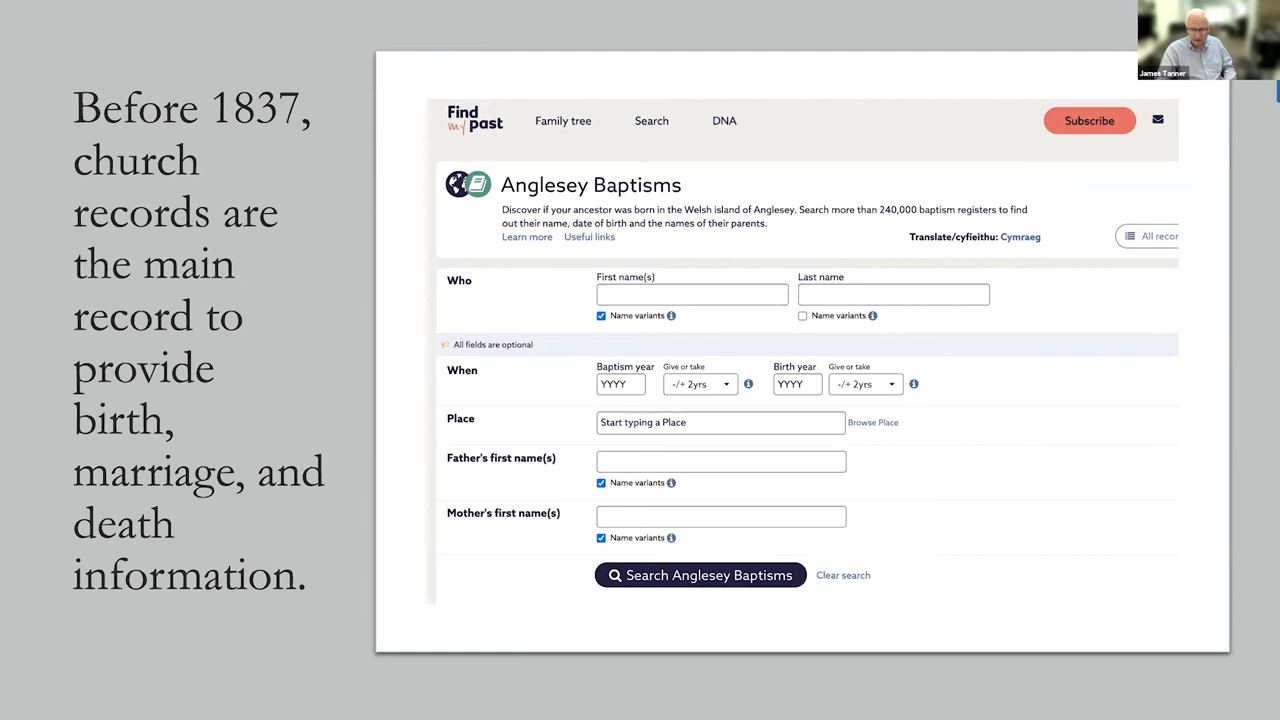 Before 1837,
church
records are
the main
record to
provide
birth,
marriage, and
death
information.
James Tanner
Find my past
Family tree
Search
DNA
Subscribe
Anglesey Baptisms
Discover if your ancestor was born in the Welsh island of Anglesey. Search more than 240,000 baptism registers to find
out their name, date of birth and the names of their parents.
Learn more
Useful links
Translate/cyfieithu: Cymraeg
All recor
Who
First name(s)
Last name
Name variants
Name variants
All fields are optional
When
Baptism year
Give or take
Birth year
Give or take
YYYY
-/+ 2yrs
YYYY
-/+ 2yrs
Place
Start typing a Place
Browse Place
Father's first name(s)
Name variants
Mother's first name(s)
Name variants
Search Anglesey Baptisms
Clear search